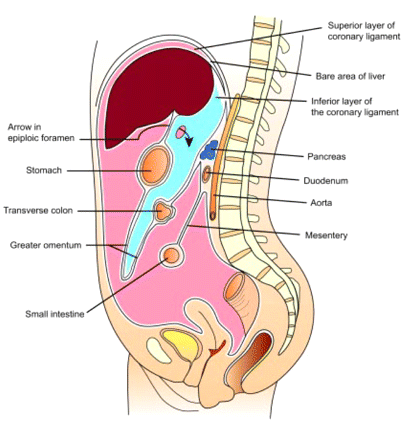 Superior layer of
coronary ligament
Bare area of liver
Inferior layer of
the coronary ligament
Arrow in
epiploic foramen
Pancreas
Stomach
Duodenum
Aorta
Transverse colon
Mesentery
Greater omentum
Small intestine